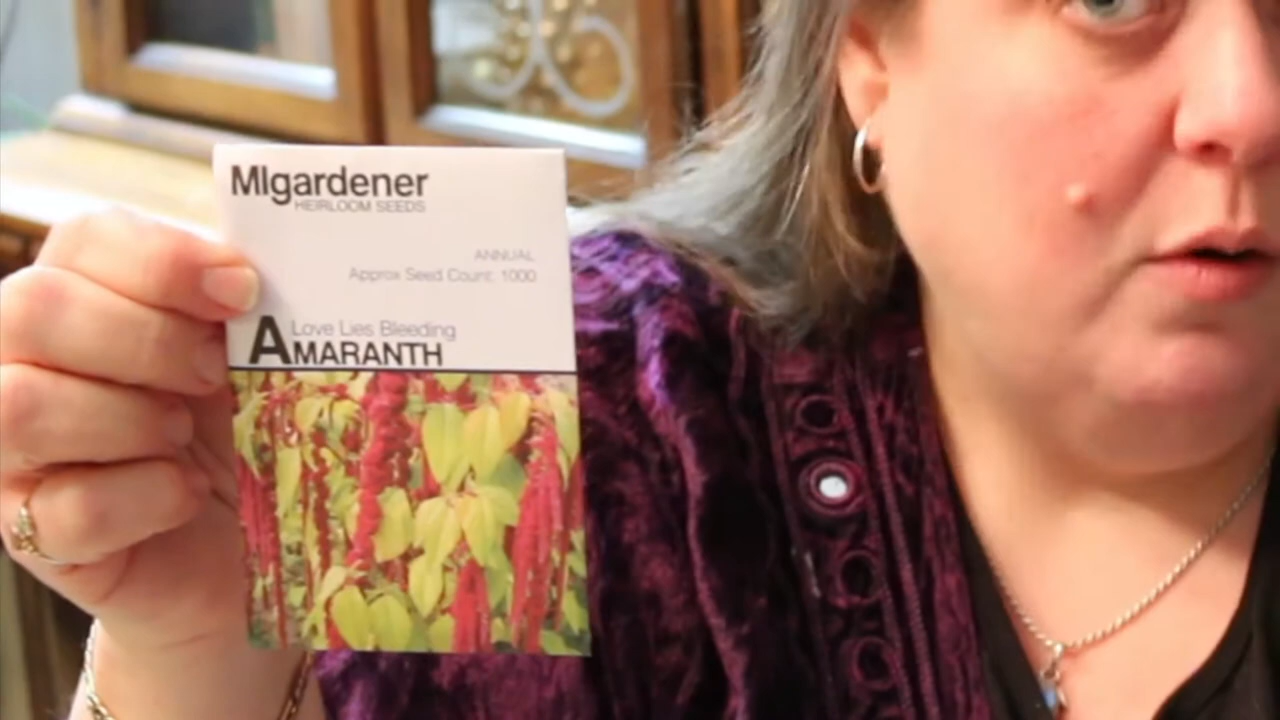 MIgardener
HEIRLOOM SEEDS
ANNUAL
Approx Seed Count: 1000
Love Lies Bleeding
AMARANTH